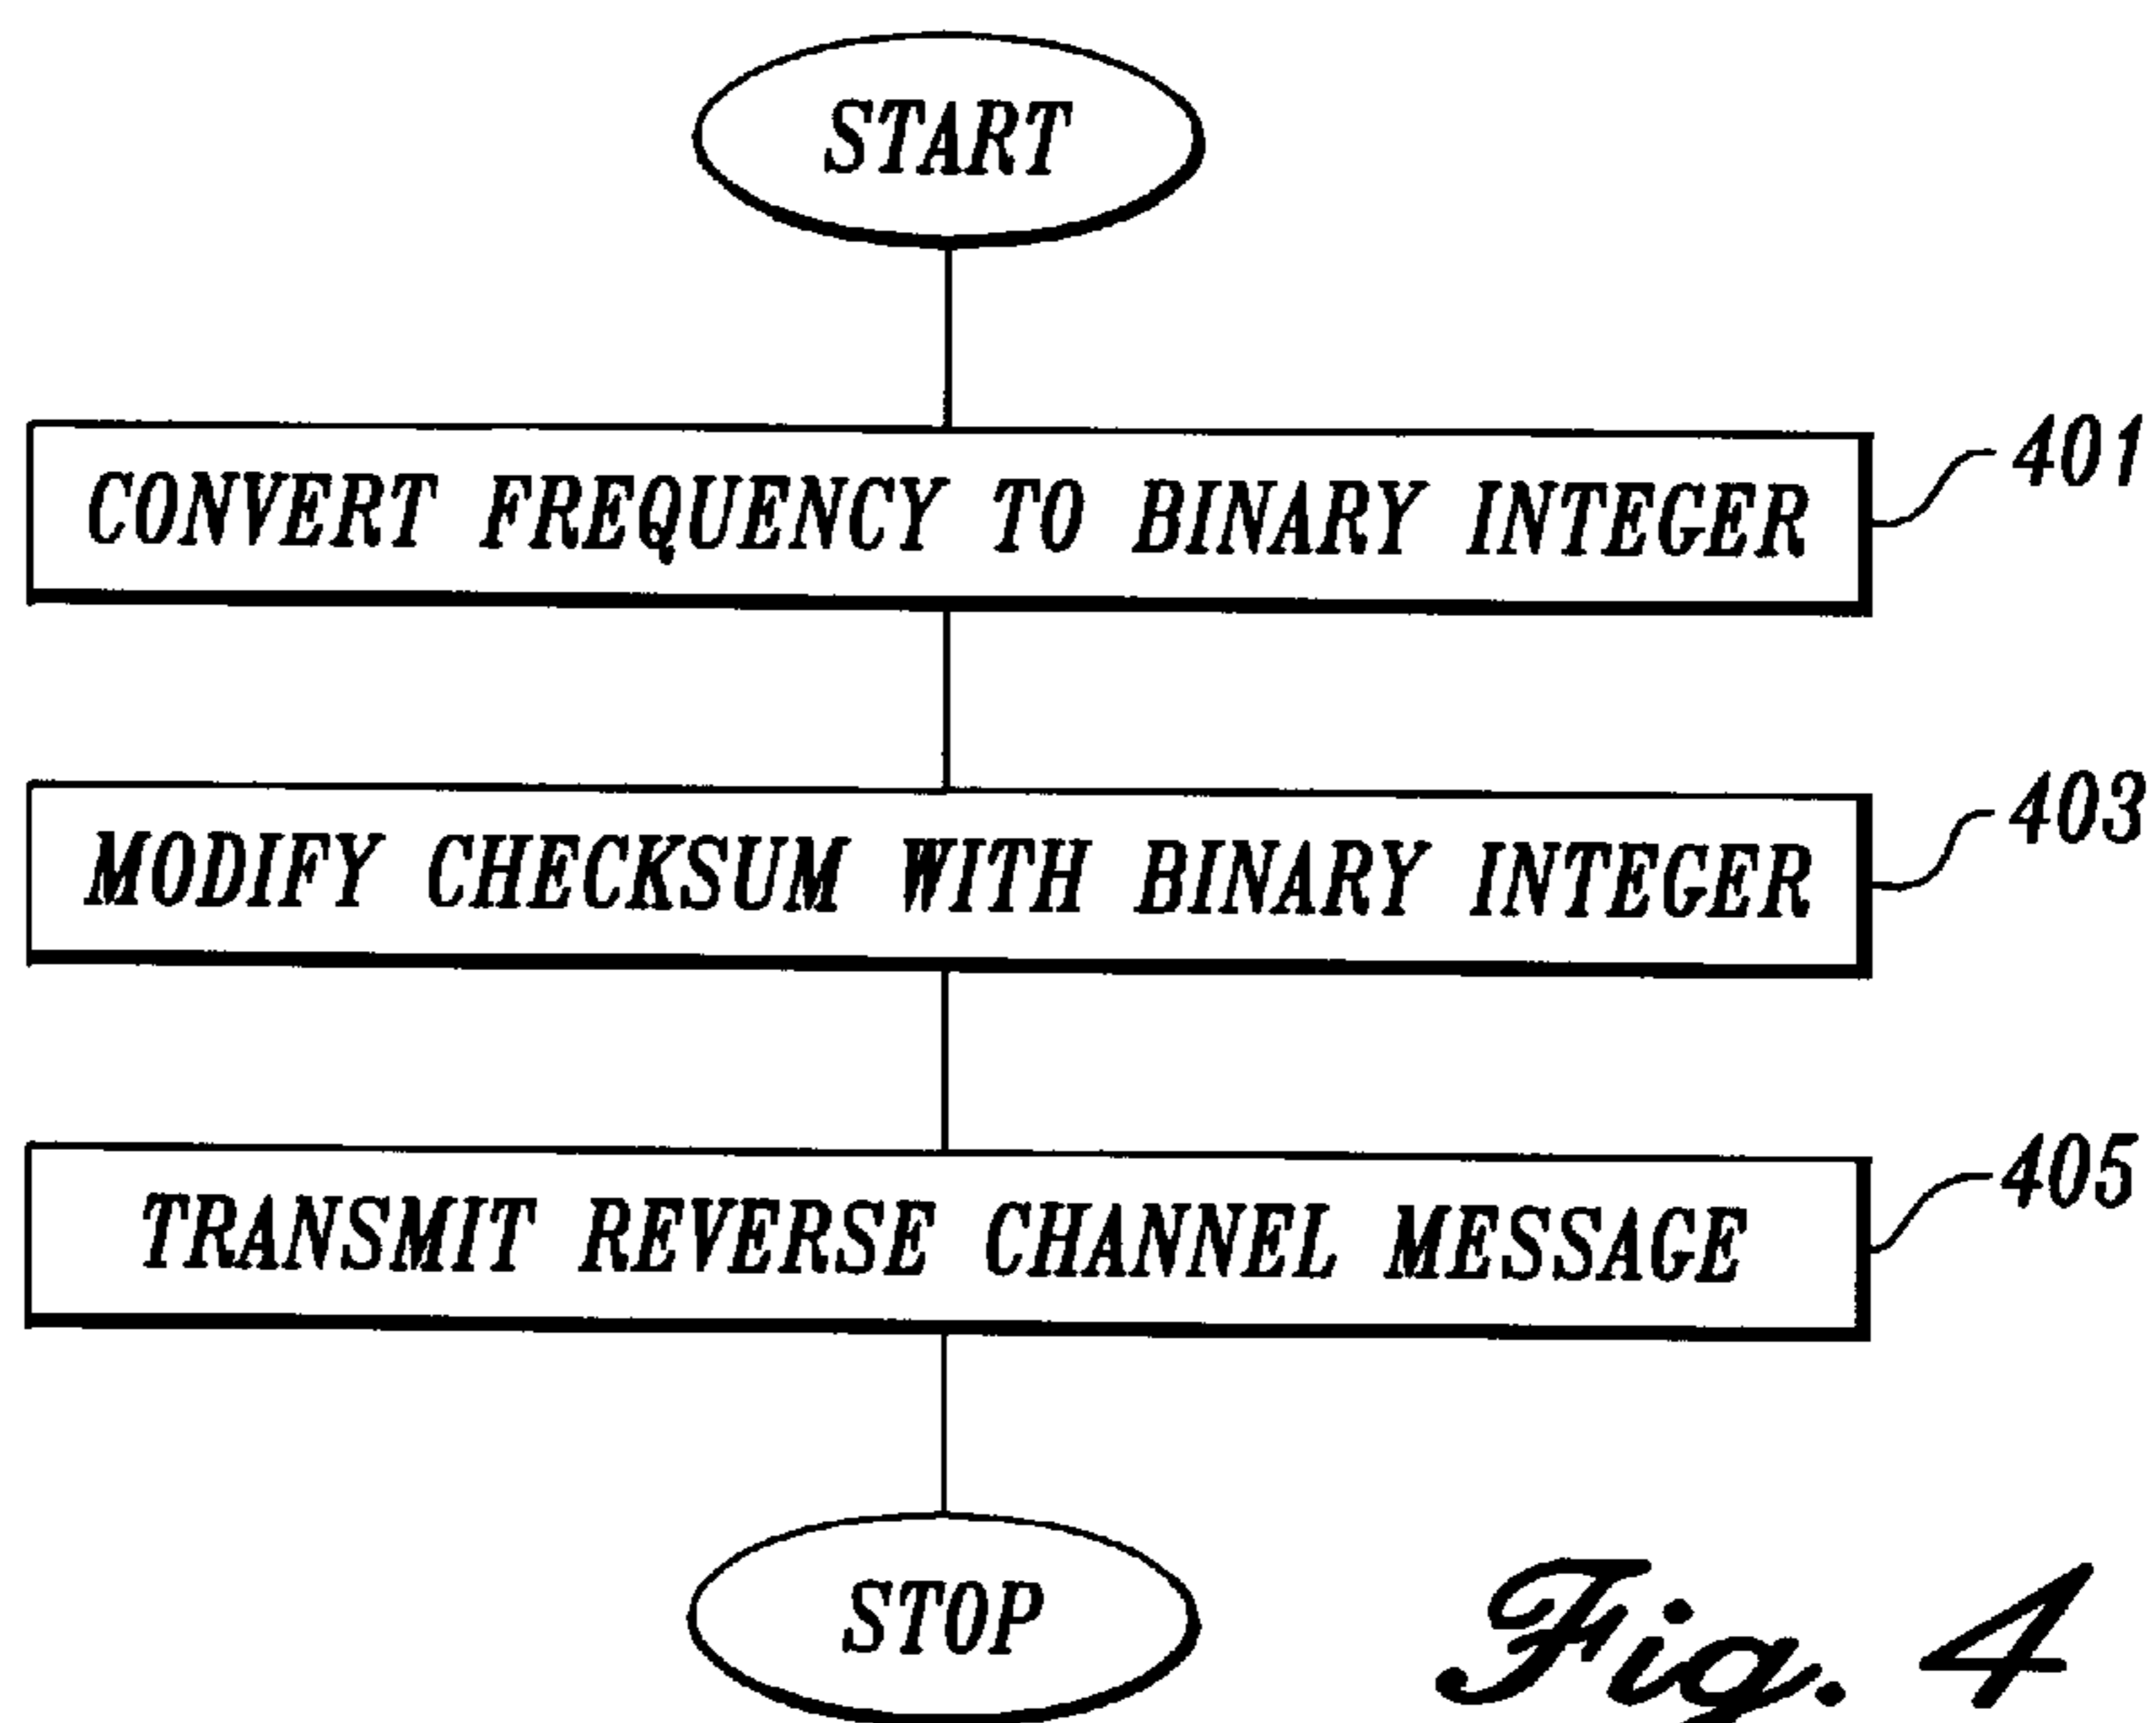 START
CONVERT FREQUENCY TO BINARY INTEGER
401
MODIFY CHECKSUM WITH BINARY INTEGER
403
TRANSMIT REVERSE CHANNEL MESSAGE
405
STOP
Fig. 4